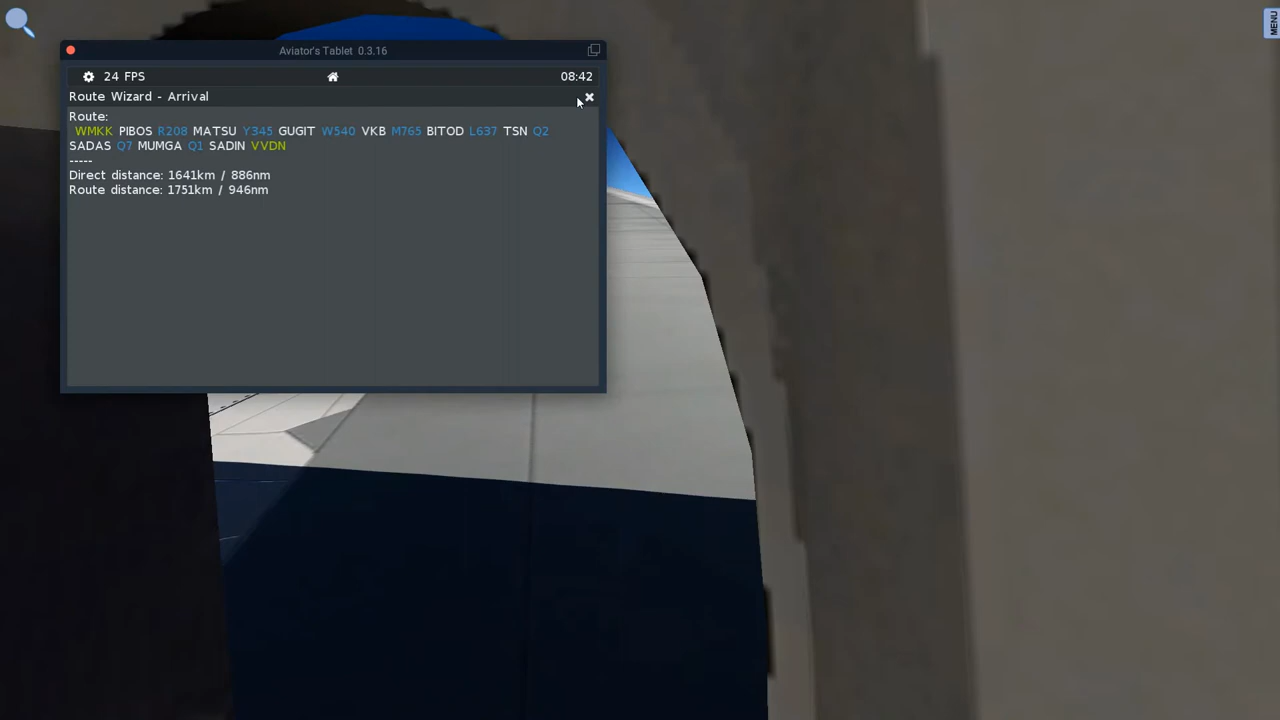 MENU
Aviator's Tablet 0.3.16
24 FPS
08:42
Route Wizard - Arrival
Route:
WMKK PIBOS R208 MATSU Y345 GUGIT W540 VKB M765 BITOD L637 TSN Q2
SADAS Q7 MUMGA Q1 SADIN VVDN
-----
Direct distance: 1641km / 886nm
Route distance: 1751km / 946nm